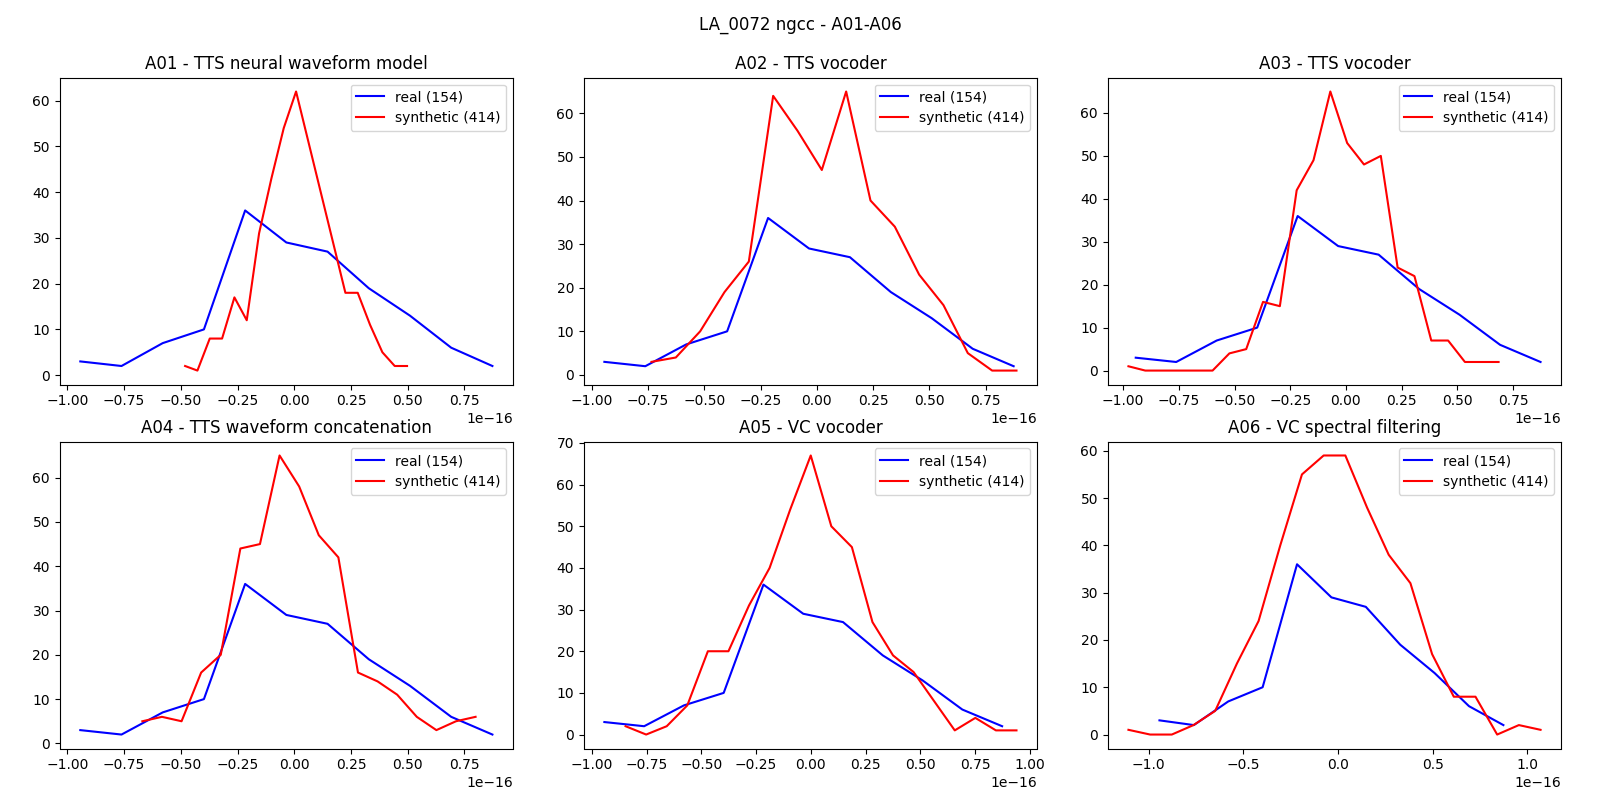 LA_0072 ngcc - A01-A06
A01 - TTS neural waveform model
real (154)
synthetic (414)
60
50
40
30
20
10
0
−1.00 −0.75 −0.50 −0.25 0.00 0.25 0.50 0.75
1e−16
A02 - TTS vocoder
real (154)
synthetic (414)
60
50
40
30
20
10
0
−1.00 −0.75 −0.50 −0.25 0.00 0.25 0.50 0.75
1e−16
A03 - TTS vocoder
real (154)
synthetic (414)
60
50
40
30
20
10
0
−1.00 −0.75 −0.50 −0.25 0.00 0.25 0.50 0.75
1e−16
A04 - TTS waveform concatenation
real (154)
synthetic (414)
60
50
40
30
20
10
0
−1.00 −0.75 −0.50 −0.25 0.00 0.25 0.50 0.75
1e−16
A05 - VC vocoder
real (154)
synthetic (414)
70
60
50
40
30
20
10
0
−1.00 −0.75 −0.50 −0.25 0.00 0.25 0.50 0.75 1.00
1e−16
A06 - VC spectral filtering
real (154)
synthetic (414)
60
50
40
30
20
10
0
−1.0 −0.5 0.0 0.5 1.0
1e−16